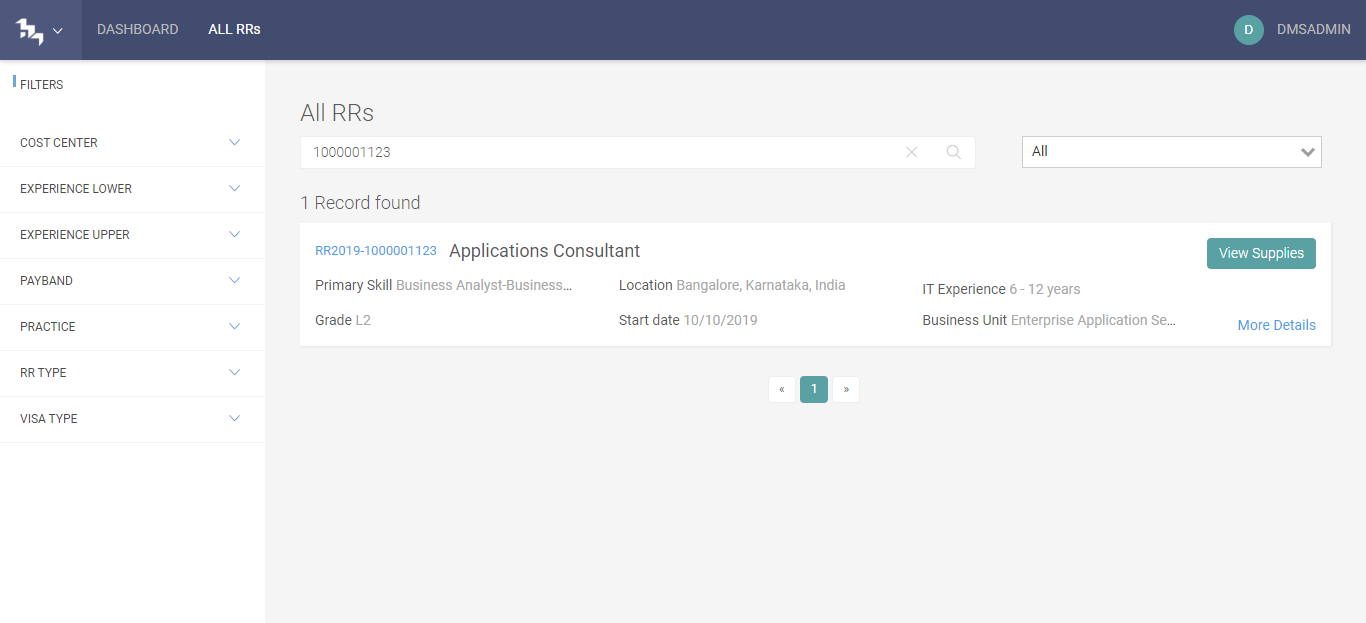 DASHBOARD ALL RRs D DMSADMIN
FILTERS
COST CENTER
EXPERIENCE LOWER
EXPERIENCE UPPER
PAYBAND
PRACTICE
RR TYPE
VISA TYPE
All RRs
1000001123
All
1 Record found
RR2019-1000001123 Applications Consultant View Supplies
Primary Skill Business Analyst-Business... Location Bangalore, Karnataka, India IT Experience 6 - 12 years
Grade L2 Start date 10/10/2019 Business Unit Enterprise Application Se... More Details
« 1 »